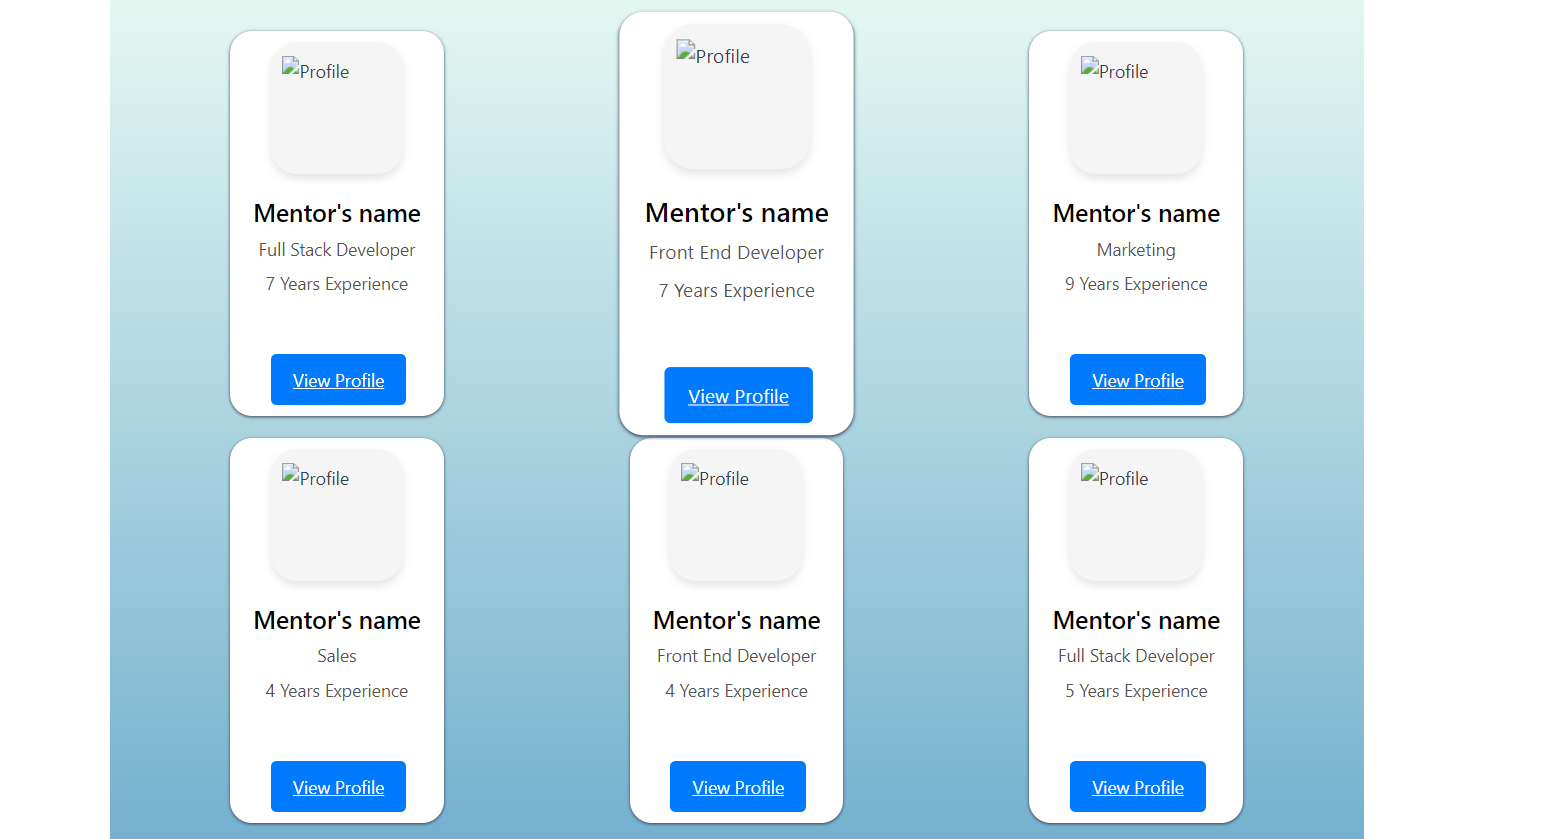 Profile
Mentor's name
Full Stack Developer
7 Years Experience
View Profile
Profile
Mentor's name
Front End Developer
7 Years Experience
View Profile
Profile
Mentor's name
Marketing
9 Years Experience
View Profile
Profile
Mentor's name
Sales
4 Years Experience
View Profile
Profile
Mentor's name
Front End Developer
4 Years Experience
View Profile
Profile
Mentor's name
Full Stack Developer
5 Years Experience
View Profile